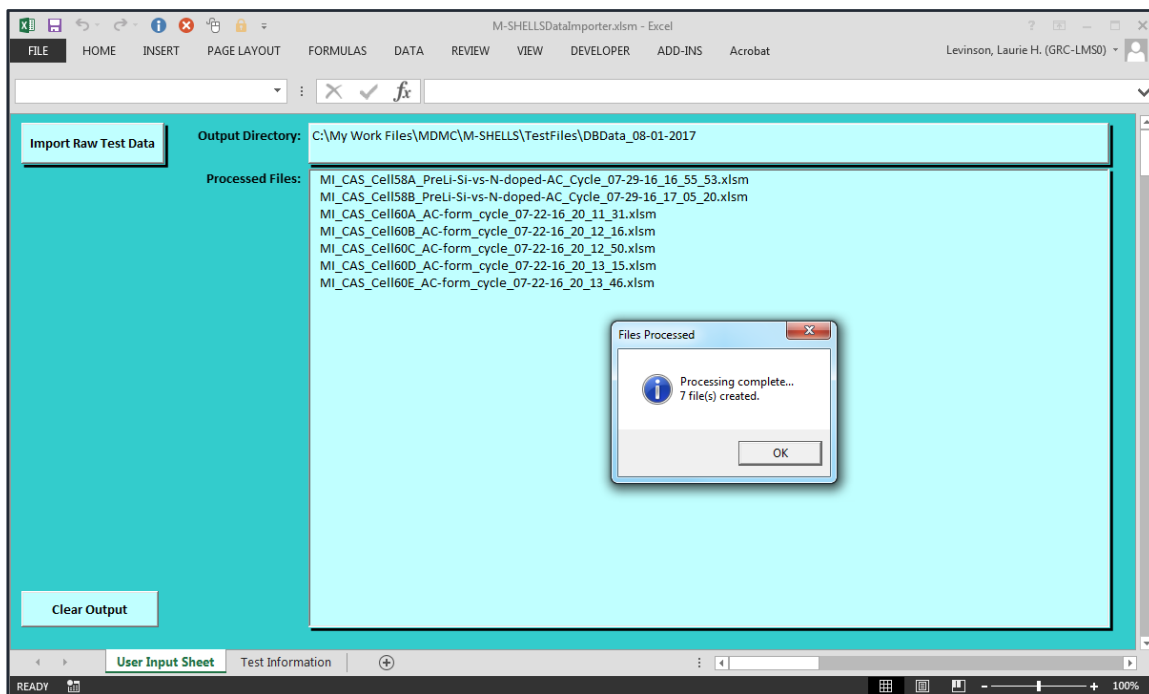 M-SHELLSDataImporter.xlsm - Excel
?
FILE HOME INSERT PAGE LAYOUT FORMULAS DATA REVIEW VIEW DEVELOPER ADD-INS Acrobat Levinson, Laurie H. (GRC-LMS0)
fx
Import Raw Test Data
Output Directory: C:\My Work Files\MDMC\M-SHELLS\TestFiles\DBData_08-01-2017
Processed Files:
MI_CAS_Cell58A_PreLi-Si-vs-N-doped-AC_Cycle_07-29-16_16_55_53.xlsm
MI_CAS_Cell58B_PreLi-Si-vs-N-doped-AC_Cycle_07-29-16_17_05_20.xlsm
MI_CAS_Cell60A_AC-form_cycle_07-22-16_20_11_31.xlsm
MI_CAS_Cell60B_AC-form_cycle_07-22-16_20_12_16.xlsm
MI_CAS_Cell60C_AC-form_cycle_07-22-16_20_12_50.xlsm
MI_CAS_Cell60D_AC-form_cycle_07-22-16_20_13_15.xlsm
MI_CAS_Cell60E_AC-form_cycle_07-22-16_20_13_46.xlsm
Files Processed
Processing complete...
7 file(s) created.
OK
Clear Output
User Input Sheet Test Information
READY 100%